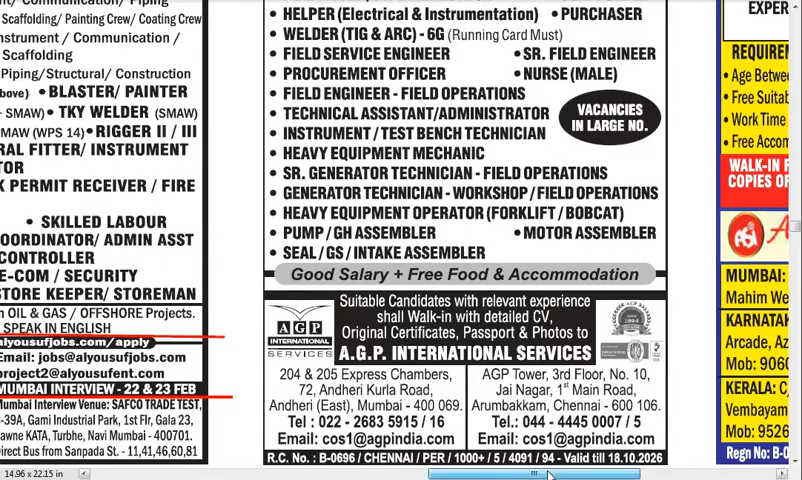 Scaffolding/ Painting Crew/ Coating Crew
nstrument / Communication /
Scaffolding
Piping/Structural/ Construction
bove) • BLASTER/ PAINTER
- SMAW)• TKY WELDER (SMAW)
MAW (WPS 14)•RIGGER II / III
RAL FITTER/ INSTRUMENT
TOR
K PERMIT RECEIVER / FIRE
• SKILLED LABOUR
OORDINATOR/ ADMIN ASST
CONTROLLER
E-COM / SECURITY
STORE KEEPER/ STOREMAN
n OIL & GAS / OFFSHORE Projects.
SPEAK IN ENGLISH
alyousufjobs.com/apply
Email: jobs@alyousufjobs.com
project2@alyousufent.com
MUMBAI INTERVIEW - 22 & 23 FEB
Mumbai Interview Venue: SAFCO TRADE TEST,
-39A, Gami Industrial Park, 1st Flr, Gala 23,
awne KATA, Turbhe, Navi Mumbai - 400701.
Direct Bus from Sanpada St. - 11,41,46,60,81
• HELPER (Electrical & Instrumentation) • PURCHASER
• WELDER (TIG & ARC) - 6G (Running Card Must)
• FIELD SERVICE ENGINEER • SR. FIELD ENGINEER
• PROCUREMENT OFFICER • NURSE (MALE)
• FIELD ENGINEER - FIELD OPERATIONS
• TECHNICAL ASSISTANT/ADMINISTRATOR
• INSTRUMENT / TEST BENCH TECHNICIAN
• HEAVY EQUIPMENT MECHANIC
• SR. GENERATOR TECHNICIAN - FIELD OPERATIONS
• GENERATOR TECHNICIAN - WORKSHOP / FIELD OPERATIONS
• HEAVY EQUIPMENT OPERATOR (FORKLIFT / BOBCAT)
• PUMP / GH ASSEMBLER • MOTOR ASSEMBLER
• SEAL / GS / INTAKE ASSEMBLER
VACANCIES
IN LARGE NO.
Good Salary + Free Food & Accommodation
AGP
INTERNATIONAL
SERVICES
Suitable Candidates with relevant experience
shall Walk-in with detailed CV,
Original Certificates, Passport & Photos to
A.G.P. INTERNATIONAL SERVICES
204 & 205 Express Chambers,
72, Andheri Kurla Road,
Andheri (East), Mumbai - 400 069.
Tel : 022 - 2683 5915 / 16
Email: cos1@agpindia.com
AGP Tower, 3rd Floor, No. 10,
Jai Nagar, 1st Main Road,
Arumbakkam, Chennai - 600 106.
Tel.: 044 - 4445 0007 / 5
Email: cos1@agpindia.com
R.C. No. : B-0696 / CHENNAI / PER / 1000+ / 5 / 4091 / 94 - Valid till 18.10.2026
EXPER
REQUIREM
• Age Betwe
• Free Suitab
• Work Time
• Free Accom
WALK-IN F
COPIES OF
MUMBAI:
Mahim We
KARNATAK
Arcade, Az
Mob: 9060
KERALA: C
Vembayam
Mob: 9526
Regn No: B-0
14.96 x 22.15 in